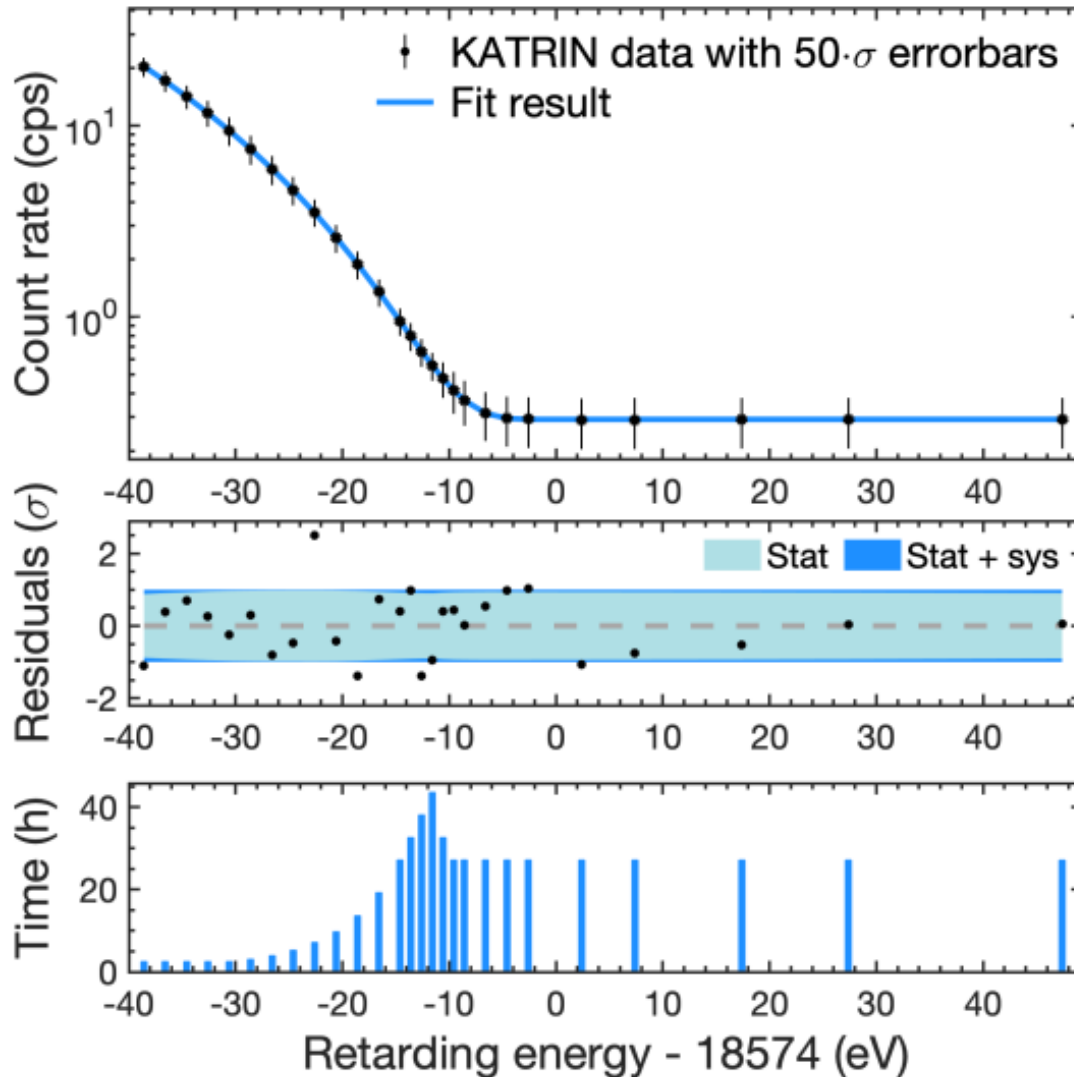 KATRIN data with 50·σ errorbars
Fit result
Count rate (cps)
10¹
10⁰
-40 -30 -20 -10 0 10 20 30 40
Residuals (σ)
Stat Stat + sys
2
0
-2
-40 -30 -20 -10 0 10 20 30 40
Time (h)
40
20
0
-40 -30 -20 -10 0 10 20 30 40
Retarding energy - 18574 (eV)